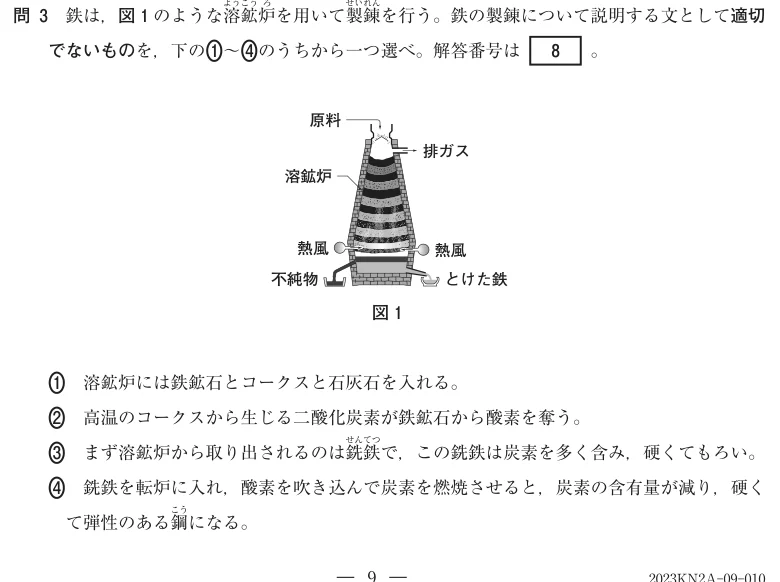 問 3 鉄は，図1のような溶鉱炉を用いて製錬を行う。鉄の製錬について説明する文として適切
でないものを，下の①～④のうちから一つ選べ。解答番号は 8 。
原料
排ガス
溶鉱炉
熱風
熱風
不純物
とけた鉄
図1
① 溶鉱炉には鉄鉱石とコークスと石灰石を入れる。
② 高温のコークスから生じる二酸化炭素が鉄鉱石から酸素を奪う。
③ まず溶鉱炉から取り出されるのは銑鉄で，この銑鉄は炭素を多く含み，硬くてもろい。
④ 銑鉄を転炉に入れ，酸素を吹き込んで炭素を燃焼させると，炭素の含有量が減り，硬く
て弾性のある鋼になる。
― 9 ―
2023KN2A-09-010